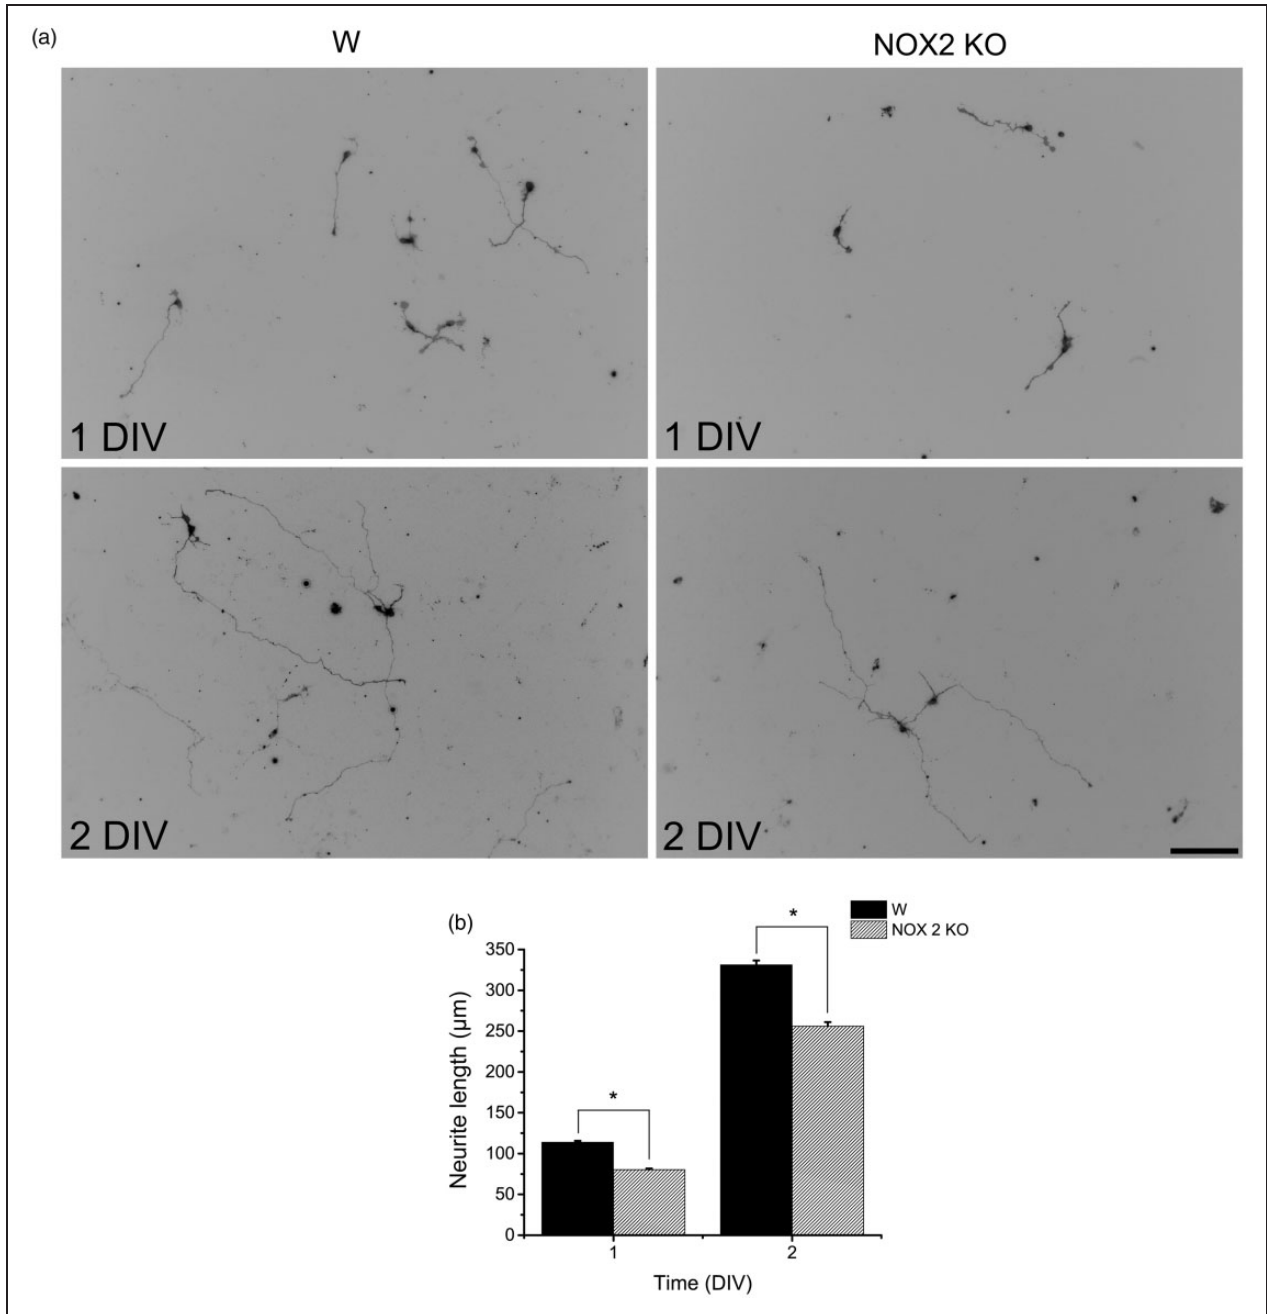 (a)
W
NOX2 KO
1 DIV
1 DIV
2 DIV
2 DIV
(b)
W
NOX 2 KO
*
*
350
300
250
200
150
100
50
0
Neurite length (μm)
1
2
Time (DIV)